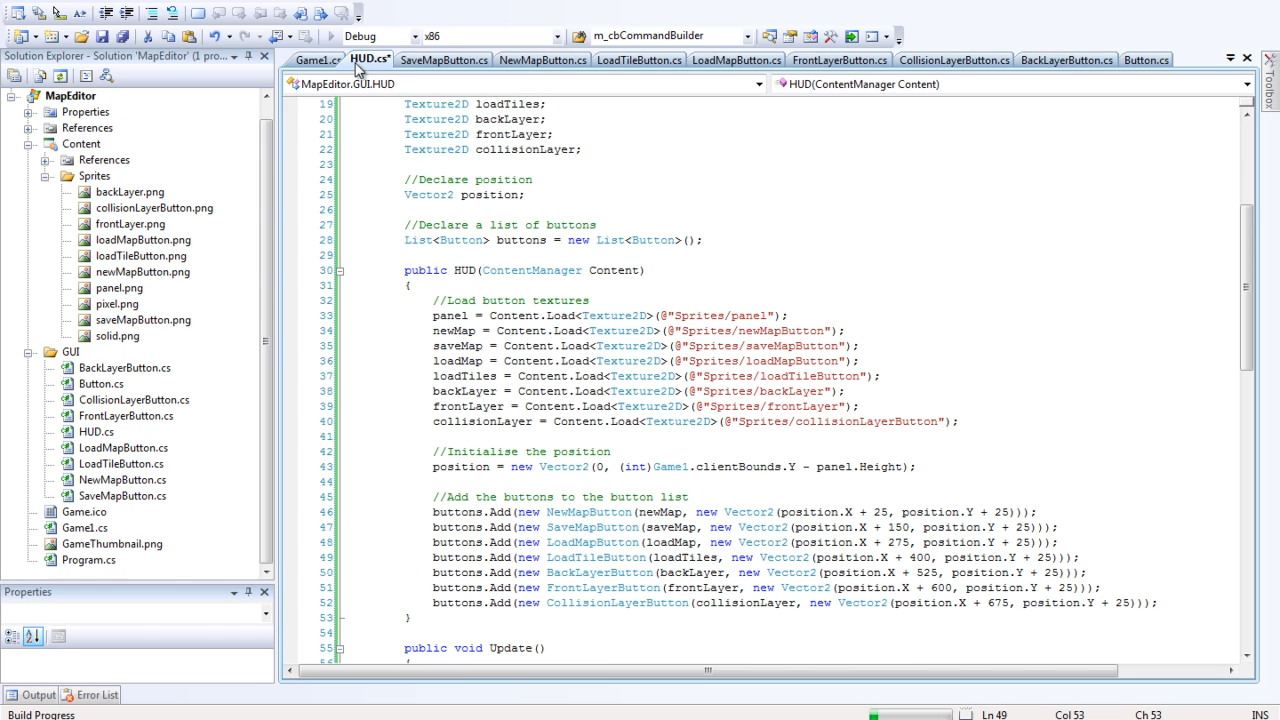 Debug
x86
m_cbCommandBuilder
Solution Explorer - Solution 'MapEditor' (1 pro
Game1.cs
HUD.cs*
SaveMapButton.cs
NewMapButton.cs
LoadTileButton.cs
LoadMapButton.cs
FrontLayerButton.cs
CollisionLayerButton.cs
BackLayerButton.cs
Button.cs
MapEditor.GUI.HUD
HUD(ContentManager Content)
Toolbox
MapEditor
Properties
References
Content
References
Sprites
backLayer.png
collisionLayerButton.png
frontLayer.png
loadMapButton.png
loadTileButton.png
newMapButton.png
panel.png
pixel.png
saveMapButton.png
solid.png
GUI
BackLayerButton.cs
Button.cs
CollisionLayerButton.cs
FrontLayerButton.cs
HUD.cs
LoadMapButton.cs
LoadTileButton.cs
NewMapButton.cs
SaveMapButton.cs
Game.ico
Game1.cs
GameThumbnail.png
Program.cs
Properties
19 Texture2D loadTiles;
20 Texture2D backLayer;
21 Texture2D frontLayer;
22 Texture2D collisionLayer;
23
24 //Declare position
25 Vector2 position;
26
27 //Declare a list of buttons
28 List<Button> buttons = new List<Button>();
29
30 public HUD(ContentManager Content)
31 {
32 //Load button textures
33 panel = Content.Load<Texture2D>(@"Sprites/panel");
34 newMap = Content.Load<Texture2D>(@"Sprites/newMapButton");
35 saveMap = Content.Load<Texture2D>(@"Sprites/saveMapButton");
36 loadMap = Content.Load<Texture2D>(@"Sprites/loadMapButton");
37 loadTiles = Content.Load<Texture2D>(@"Sprites/loadTileButton");
38 backLayer = Content.Load<Texture2D>(@"Sprites/backLayer");
39 frontLayer = Content.Load<Texture2D>(@"Sprites/frontLayer");
40 collisionLayer = Content.Load<Texture2D>(@"Sprites/collisionLayerButton");
41
42 //Initialise the position
43 position = new Vector2(0, (int)Game1.clientBounds.Y - panel.Height);
44
45 //Add the buttons to the button list
46 buttons.Add(new NewMapButton(newMap, new Vector2(position.X + 25, position.Y + 25)));
47 buttons.Add(new SaveMapButton(saveMap, new Vector2(position.X + 150, position.Y + 25)));
48 buttons.Add(new LoadMapButton(loadMap, new Vector2(position.X + 275, position.Y + 25)));
49 buttons.Add(new LoadTileButton(loadTiles, new Vector2(position.X + 400, position.Y + 25)));
50 buttons.Add(new BackLayerButton(backLayer, new Vector2(position.X + 525, position.Y + 25)));
51 buttons.Add(new FrontLayerButton(frontLayer, new Vector2(position.X + 600, position.Y + 25)));
52 buttons.Add(new CollisionLayerButton(collisionLayer, new Vector2(position.X + 675, position.Y + 25)));
53 }
54
55 public void Update()
56 {
Output
Error List
Build Progress
Ln 49
Col 53
Ch 53
INS